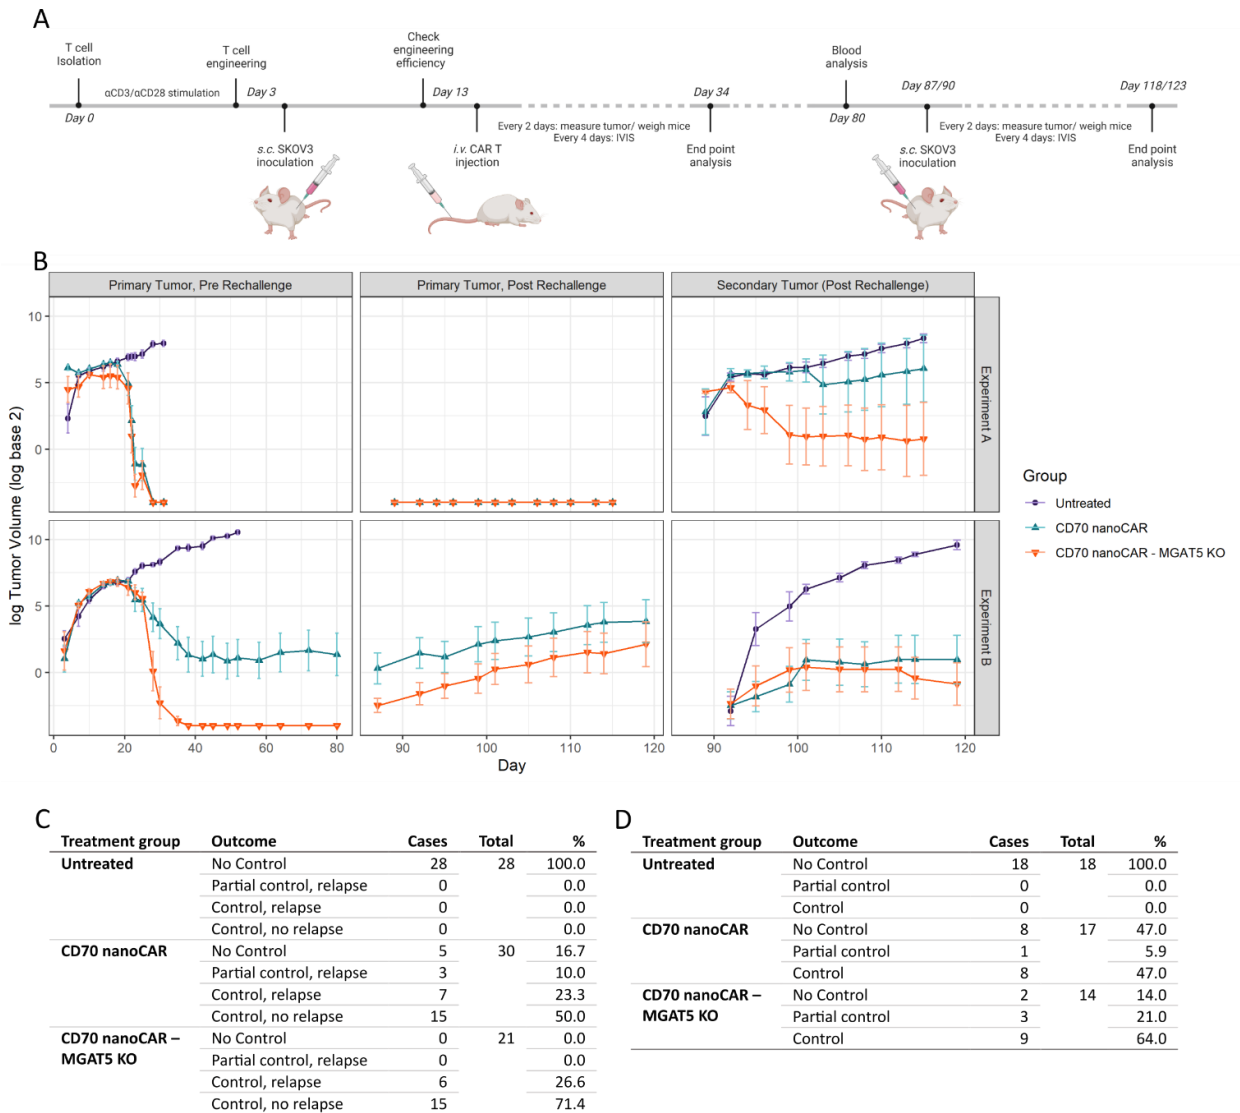 A
T cell
Isolation
αCD3/αCD28 stimulation
Day 0
T cell
engineering
Day 3
s.c. SKOV3
inoculation
Check
engineering
efficiency
Day 13
i.v. CAR T
injection
Every 2 days: measure tumor/ weigh mice
Every 4 days: IVIS
Day 34
End point
analysis
Blood
analysis
Day 80
Day 87/90
s.c. SKOV3
inoculation
Every 2 days: measure tumor/ weigh mice
Every 4 days: IVIS
Day 118/123
End point
analysis
B
Primary Tumor, Pre Rechallenge
Primary Tumor, Post Rechallenge
Secondary Tumor (Post Rechallenge)
log Tumor Volume (log base 2)
10
5
0
Experiment A
10
5
0
Experiment B
0 20 40 60 80
90 100 110 120
90 100 110 120
Day
Group
Untreated
CD70 nanoCAR
CD70 nanoCAR - MGAT5 KO
C
Treatment group Outcome Cases Total %
Untreated No Control 28 28 100.0
Partial control, relapse 0 0.0
Control, relapse 0 0.0
Control, no relapse 0 0.0
CD70 nanoCAR No Control 5 30 16.7
Partial control, relapse 3 10.0
Control, relapse 7 23.3
Control, no relapse 15 50.0
CD70 nanoCAR – No Control 0 21 0.0
MGAT5 KO Partial control, relapse 0 0.0
Control, relapse 6 26.6
Control, no relapse 15 71.4
D
Treatment group Outcome Cases Total %
Untreated No Control 18 18 100.0
Partial control 0 0.0
Control 0 0.0
CD70 nanoCAR No Control 8 17 47.0
Partial control 1 5.9
Control 8 47.0
CD70 nanoCAR – No Control 2 14 14.0
MGAT5 KO Partial control 3 21.0
Control 9 64.0